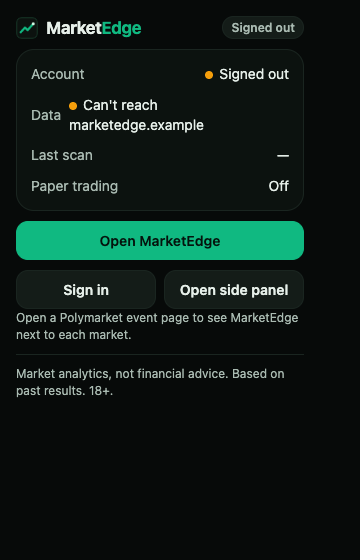 MarketEdge Signed out
Account Signed out
Data Can't reach
marketedge.example
Last scan —
Paper trading Off
Open MarketEdge
Sign in Open side panel
Open a Polymarket event page to see MarketEdge
next to each market.
Market analytics, not financial advice. Based on
past results. 18+.